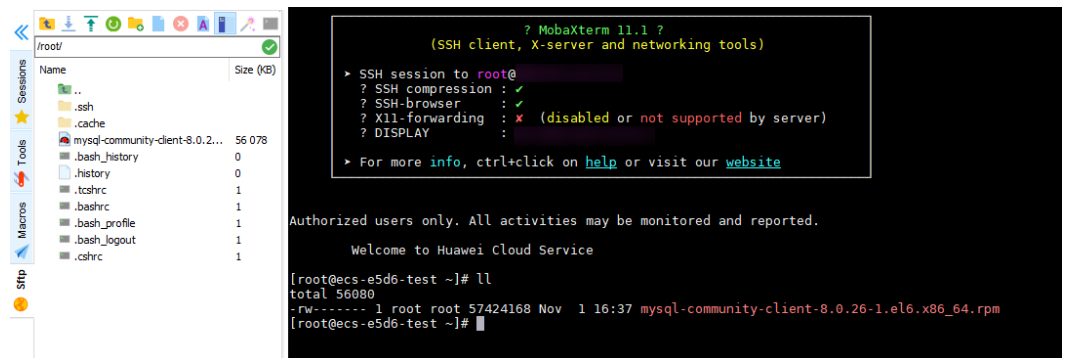 /root/
Name Size (KB)
..
.ssh
.cache
mysql-community-client-8.0.2... 56 078
.bash_history 0
.history 0
.tcshrc 1
.bashrc 1
.bash_profile 1
.bash_logout 1
.cshrc 1
Sessions
Tools
Macros
Sftp
? MobaXterm 11.1 ?
(SSH client, X-server and networking tools)
➤ SSH session to root@
? SSH compression : ✔
? SSH-browser : ✔
? X11-forwarding : ✘ (disabled or not supported by server)
? DISPLAY :
➤ For more info, ctrl+click on help or visit our website
Authorized users only. All activities may be monitored and reported.
Welcome to Huawei Cloud Service
[root@ecs-e5d6-test ~]# ll
total 56080
-rw------- 1 root root 57424168 Nov 1 16:37 mysql-community-client-8.0.26-1.el6.x86_64.rpm
[root@ecs-e5d6-test ~]#